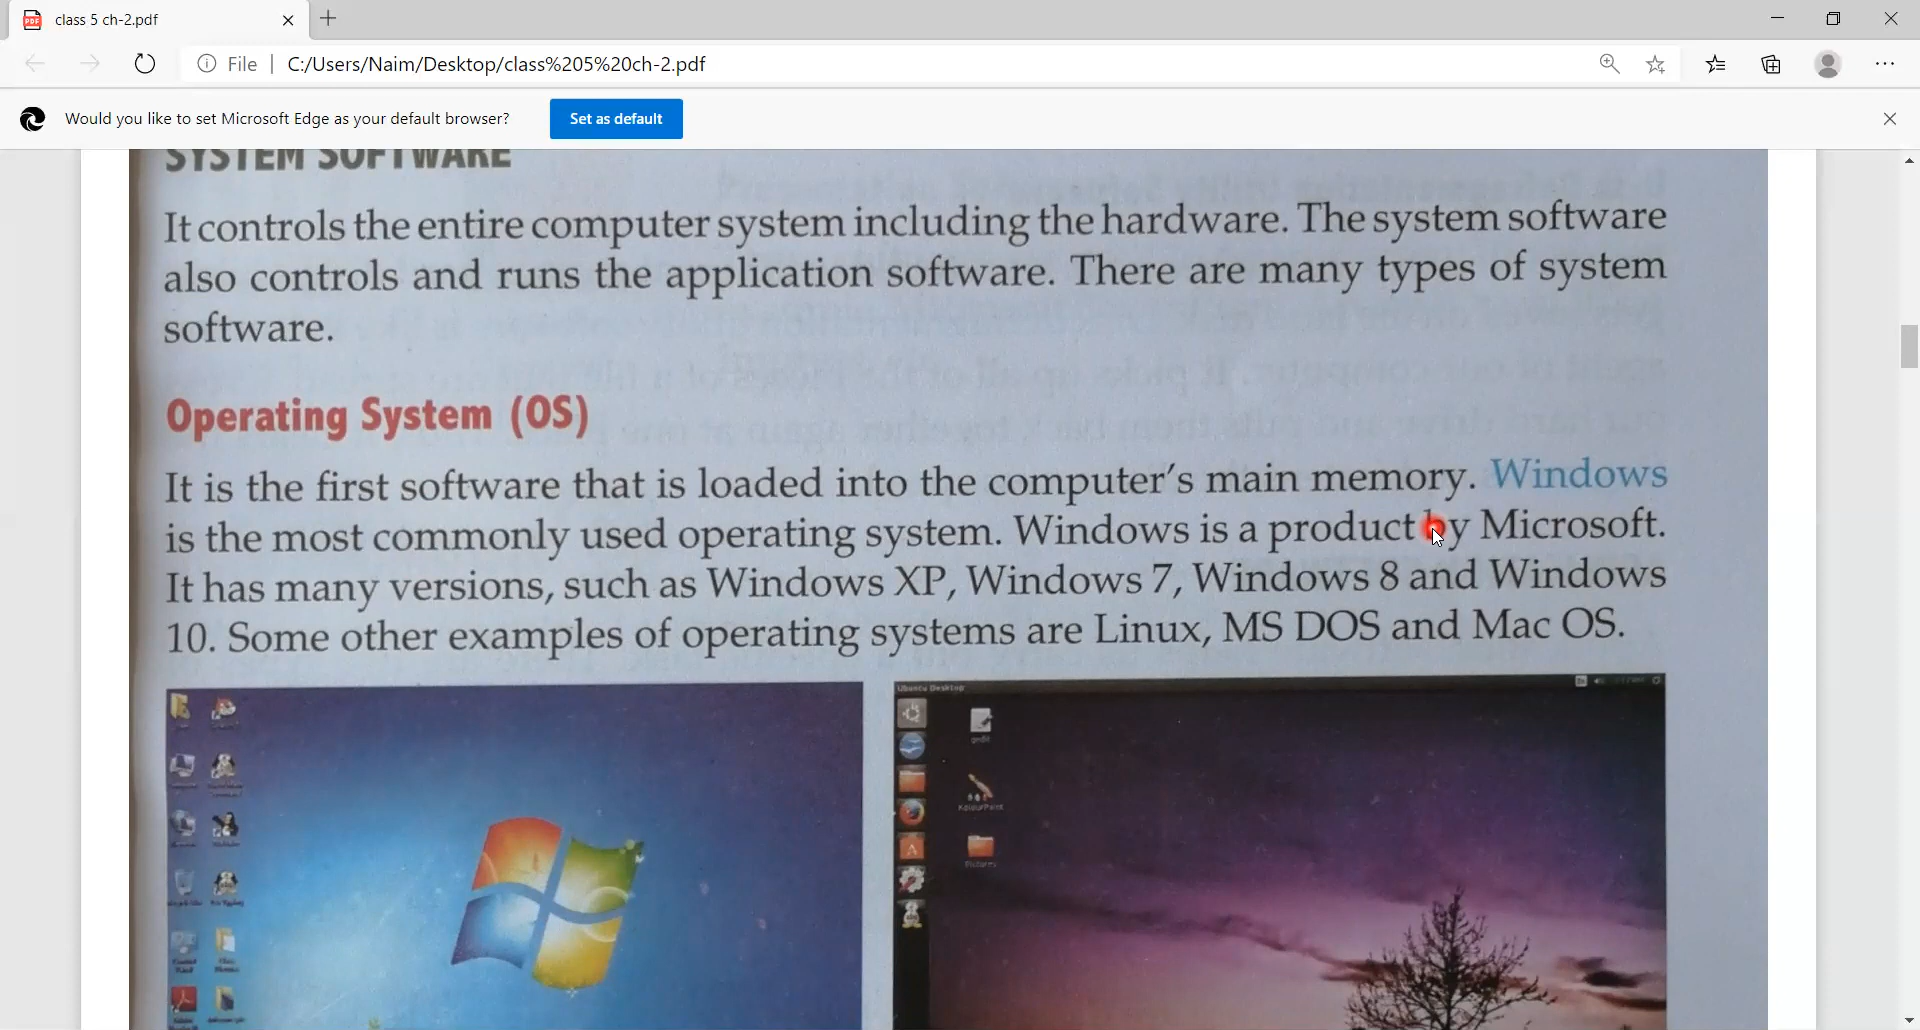 class 5 ch-2.pdf
File | C:/Users/Naim/Desktop/class%205%20ch-2.pdf
Would you like to set Microsoft Edge as your default browser? Set as default
SYSTEM SOFTWARE
It controls the entire computer system including the hardware. The system software
also controls and runs the application software. There are many types of system
software.
Operating System (OS)
It is the first software that is loaded into the computer's main memory. Windows
is the most commonly used operating system. Windows is a product by Microsoft.
It has many versions, such as Windows XP, Windows 7, Windows 8 and Windows
10. Some other examples of operating systems are Linux, MS DOS and Mac OS.
Ubuntu Desktop
gedit
KolourPaint
Pictures